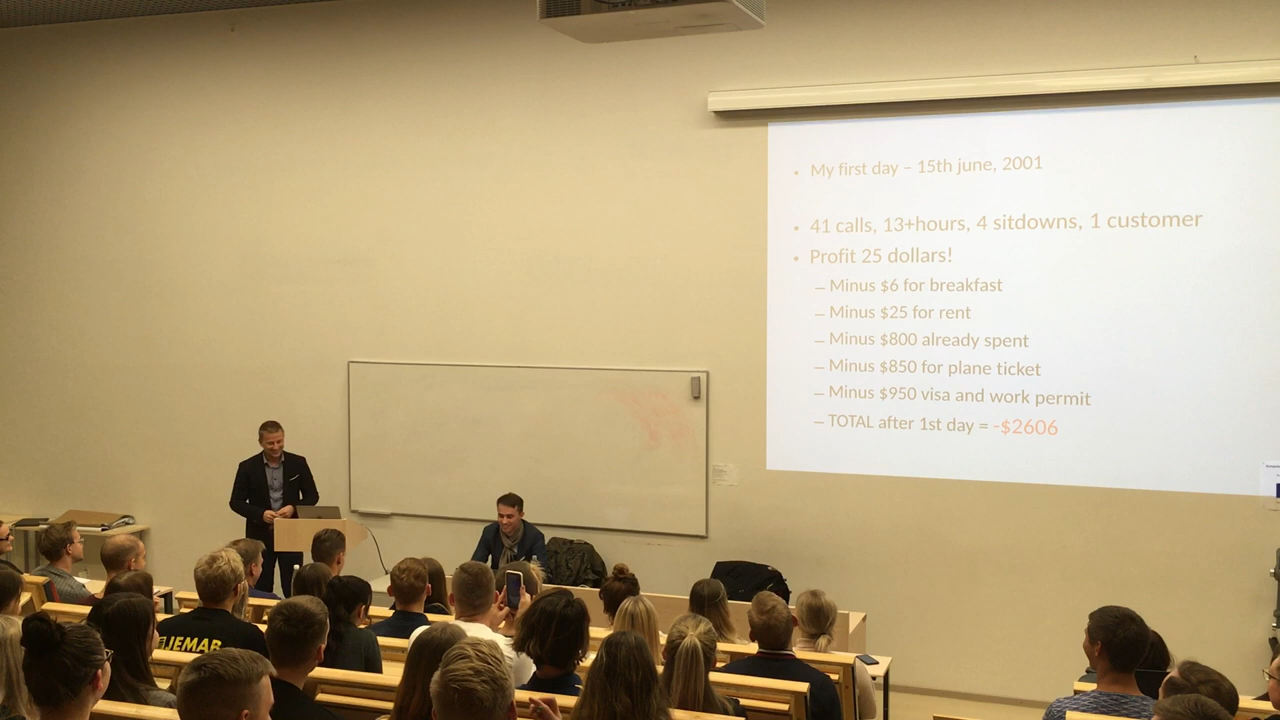 • My first day – 15th june, 2001
• 41 calls, 13+hours, 4 sitdowns, 1 customer
• Profit 25 dollars!
– Minus $6 for breakfast
– Minus $25 for rent
– Minus $800 already spent
– Minus $850 for plane ticket
– Minus $950 visa and work permit
– TOTAL after 1st day = -$2606
JEMAB